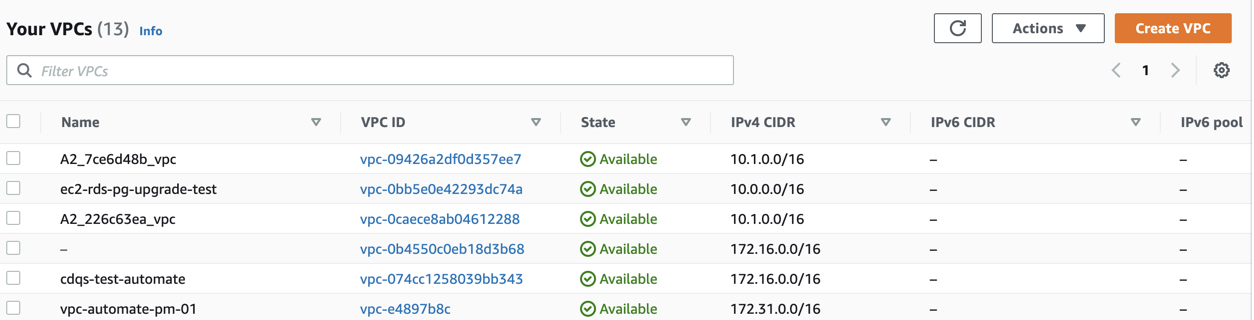 Your VPCs (13) Info
Actions
Create VPC
Filter VPCs
1
Name VPC ID State IPv4 CIDR IPv6 CIDR IPv6 pool
A2_7ce6d48b_vpc vpc-09426a2df0d357ee7 Available 10.1.0.0/16 – –
ec2-rds-pg-upgrade-test vpc-0bb5e0e42293dc74a Available 10.0.0.0/16 – –
A2_226c63ea_vpc vpc-0caece8ab04612288 Available 10.1.0.0/16 – –
– vpc-0b4550c0eb18d3b68 Available 172.16.0.0/16 – –
cdqs-test-automate vpc-074cc1258039bb343 Available 172.16.0.0/16 – –
vpc-automate-pm-01 vpc-e4897b8c Available 172.31.0.0/16 – –